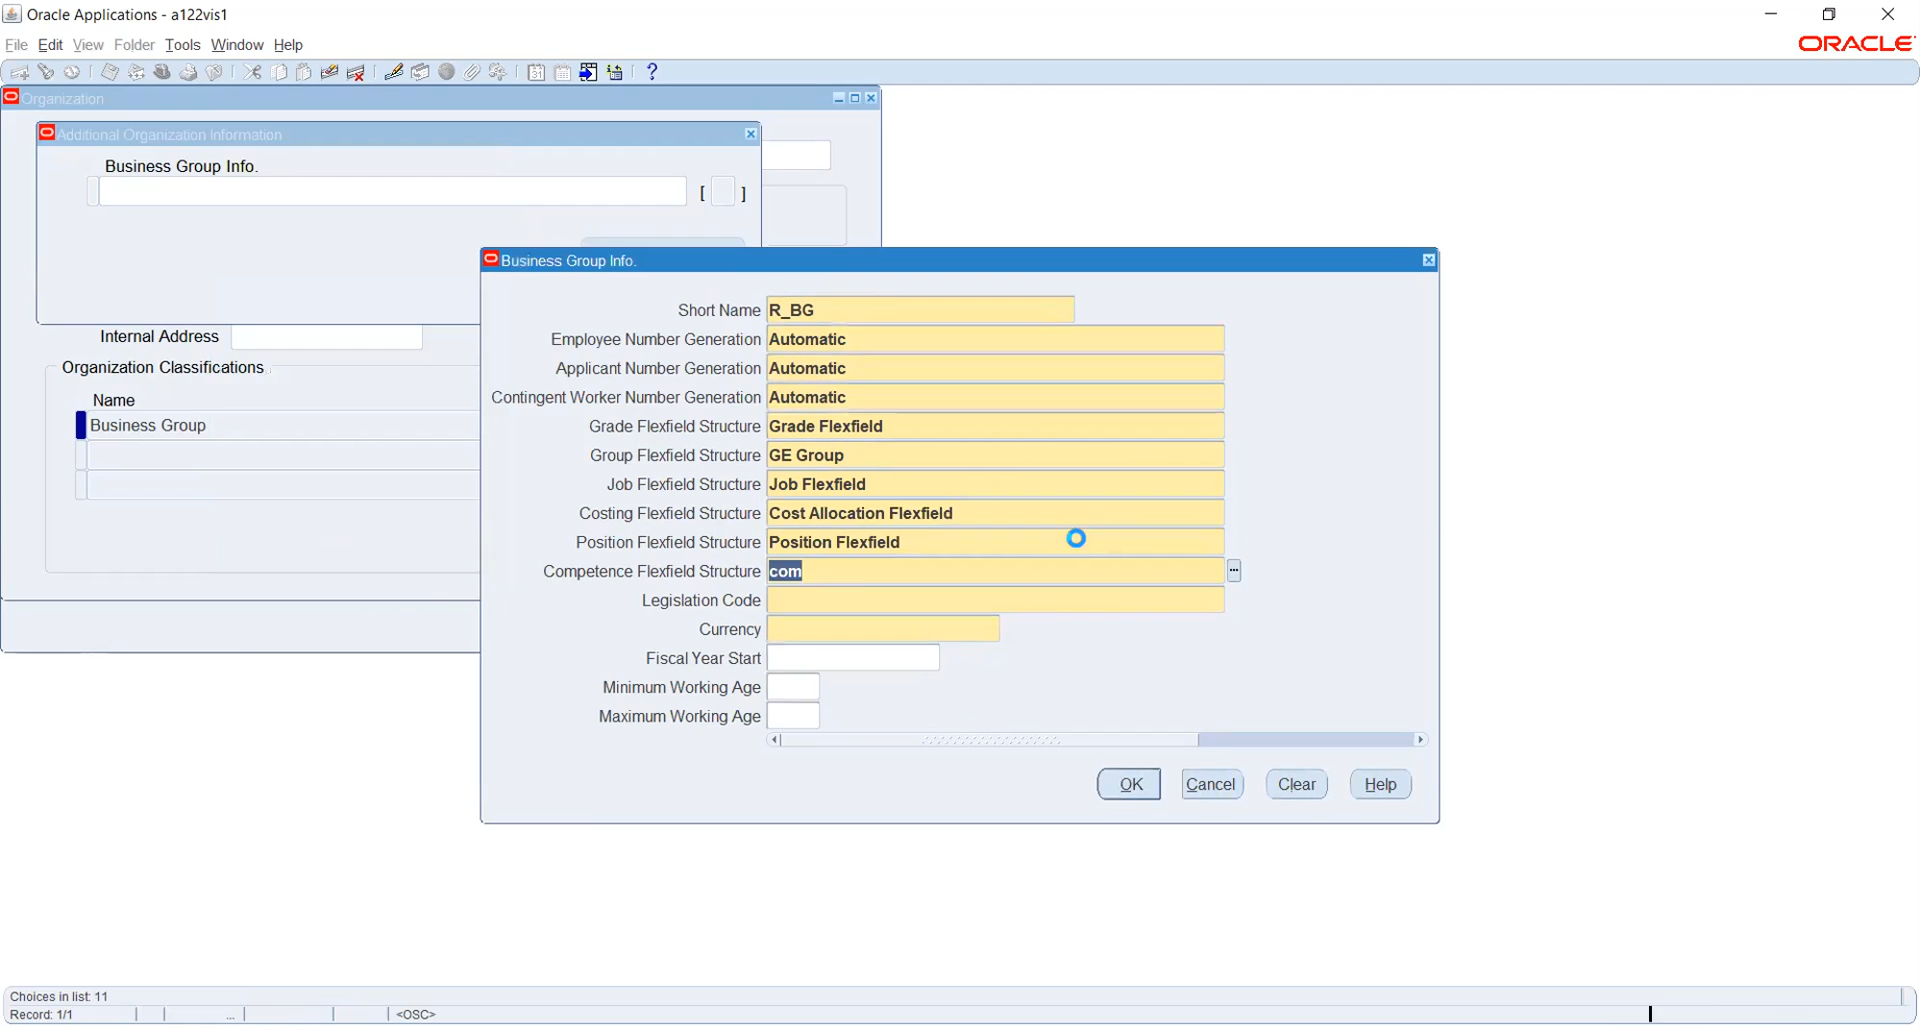 Oracle Applications - a122vis1
File Edit View Folder Tools Window Help
ORACLE
Organization
Additional Organization Information
Business Group Info.
[ ]
Business Group Info.
Short Name R_BG
Employee Number Generation Automatic
Applicant Number Generation Automatic
Contingent Worker Number Generation Automatic
Grade Flexfield Structure Grade Flexfield
Group Flexfield Structure GE Group
Job Flexfield Structure Job Flexfield
Costing Flexfield Structure Cost Allocation Flexfield
Position Flexfield Structure Position Flexfield
Competence Flexfield Structure com
Legislation Code
Currency
Fiscal Year Start
Minimum Working Age
Maximum Working Age
OK Cancel Clear Help
Internal Address
Organization Classifications
Name
Business Group
Choices in list: 11
Record: 1/1 ... <OSC>